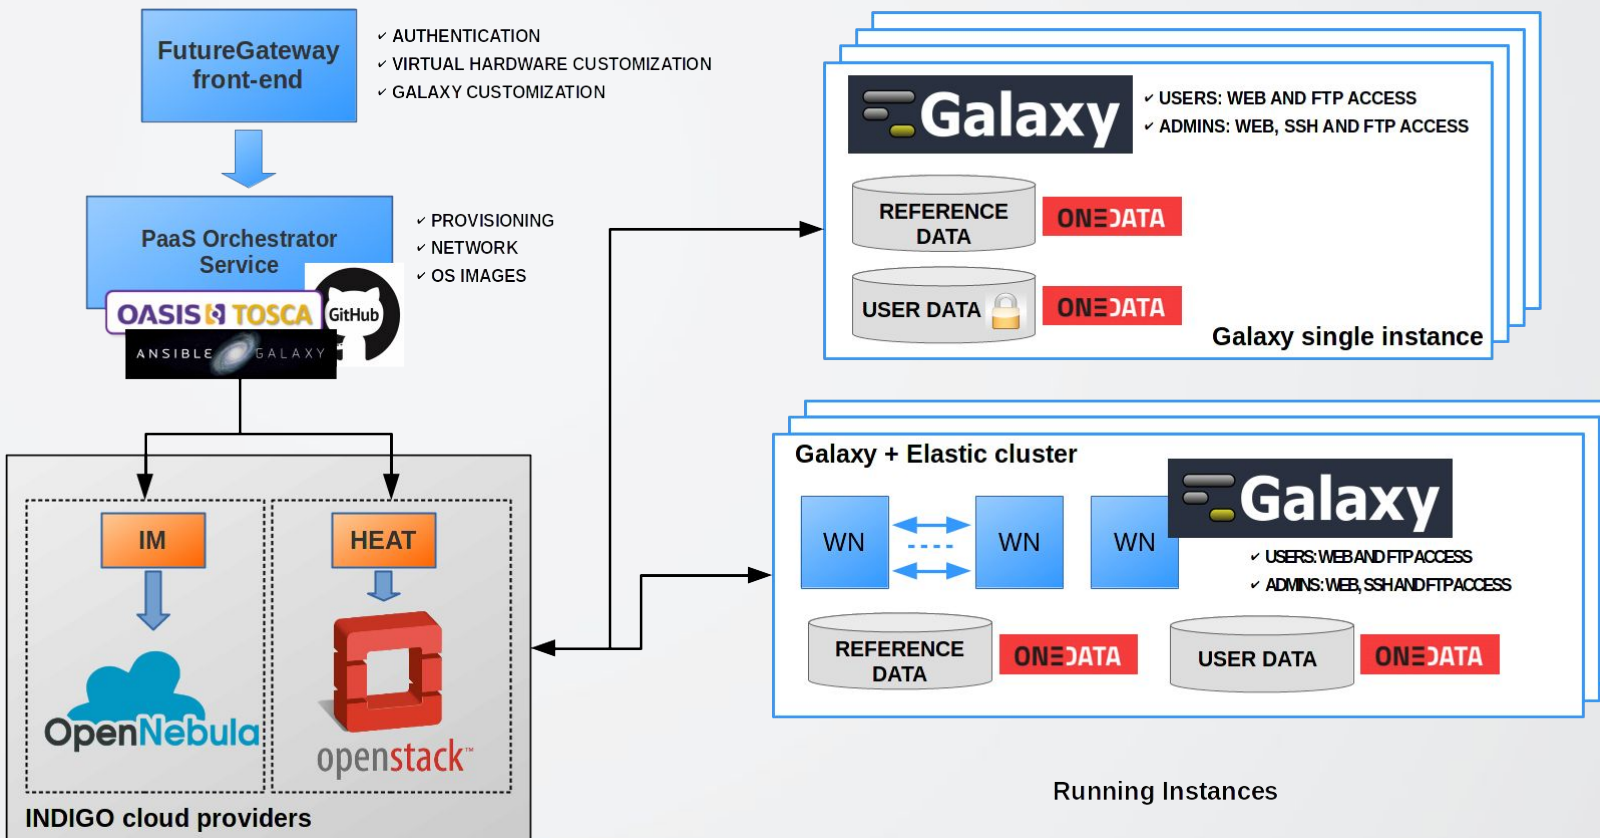 FutureGateway
front-end
✓ AUTHENTICATION
✓ VIRTUAL HARDWARE CUSTOMIZATION
✓ GALAXY CUSTOMIZATION
PaaS Orchestrator
Service
OASIS TOSCA
GitHub
ANSIBLE GALAXY
✓ PROVISIONING
✓ NETWORK
✓ OS IMAGES
IM
HEAT
OpenNebula
openstack™
INDIGO cloud providers
Galaxy
✓ USERS: WEB AND FTP ACCESS
✓ ADMINS: WEB, SSH AND FTP ACCESS
REFERENCE
DATA
ONEDATA
USER DATA
ONEDATA
Galaxy single instance
Galaxy + Elastic cluster
WN
WN
WN
Galaxy
✓ USERS: WEB AND FTP ACCESS
✓ ADMINS: WEB, SSH AND FTP ACCESS
REFERENCE
DATA
ONEDATA
USER DATA
ONEDATA
Running Instances